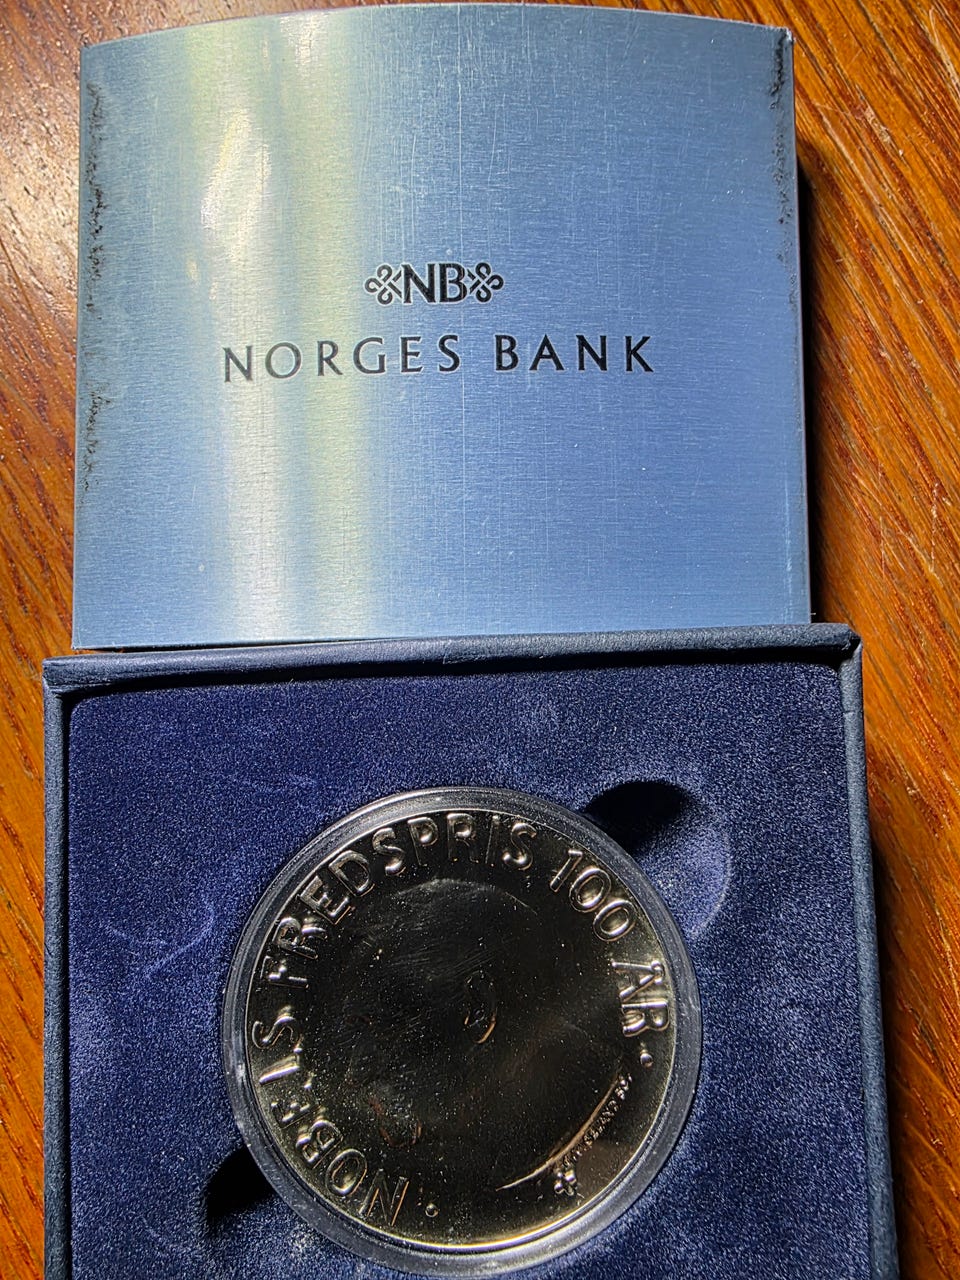 NB
NORGES BANK
NOBELS FREDSPRIS 100 ÅR